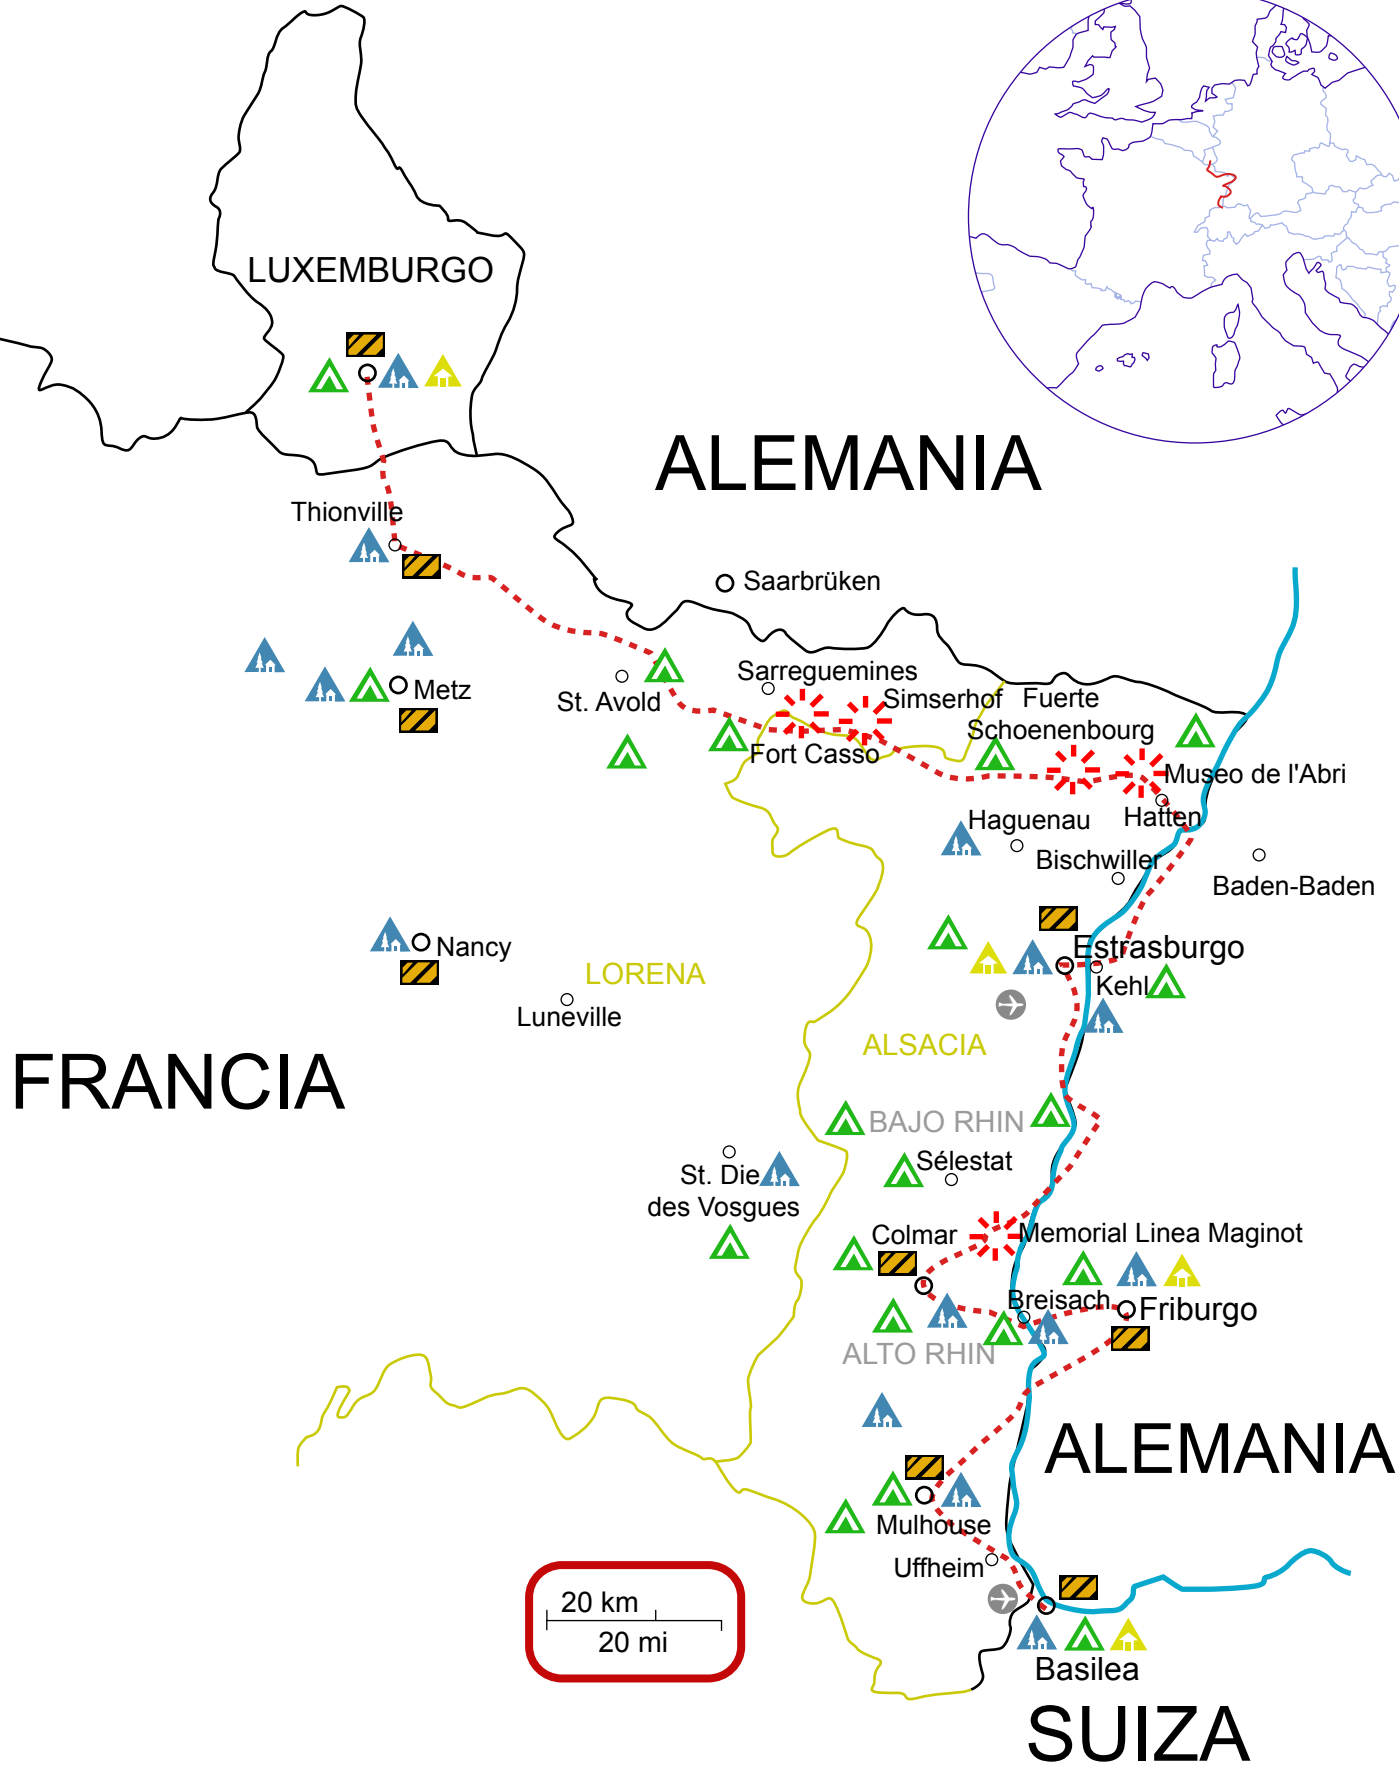 LUXEMBURGO
ALEMANIA
Thionville
Saarbrüken
Sarreguemines
Metz
St. Avold
Simserhof
Fuerte
Schoenenbourg
Fort Casso
Museo de l'Abri
Hatten
Haguenau
Bischwiller
Baden-Baden
Nancy
Estrasburgo
LORENA
Kehl
Luneville
ALSACIA
FRANCIA
BAJO RHIN
Sélestat
St. Die
des Vosgues
Colmar
Memorial Linea Maginot
Breisach
Friburgo
ALTO RHIN
ALEMANIA
Mulhouse
Uffheim
20 km
20 mi
Basilea
SUIZA